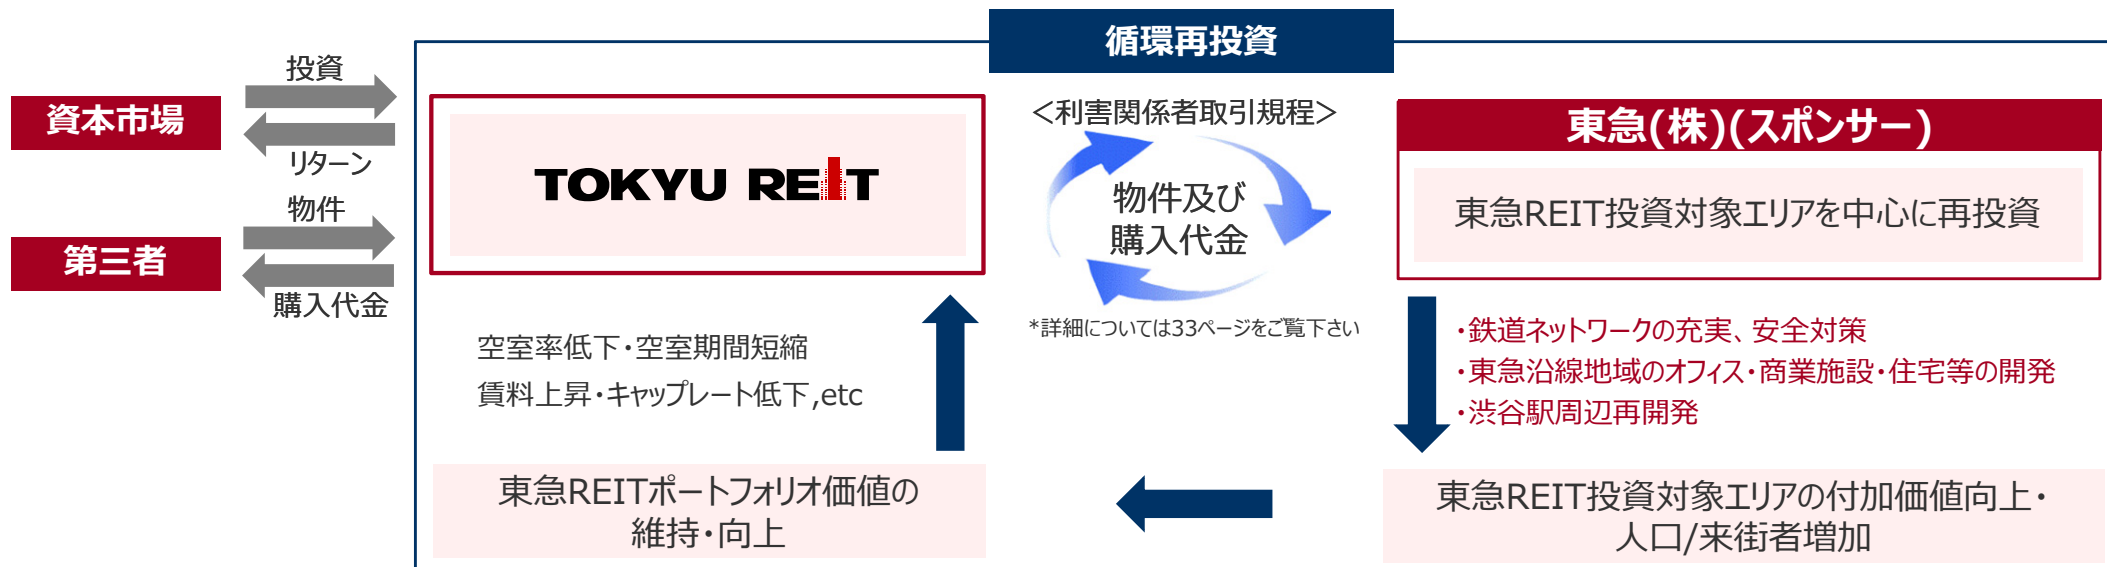 循環再投資
投資
資本市場
リターン
物件
第三者
購入代金
TOKYU REIT
＜利害関係者取引規程＞
物件及び
購入代金
*詳細については33ページをご覧下さい
東急(株)(スポンサー)
東急REIT投資対象エリアを中心に再投資
・鉄道ネットワークの充実、安全対策
・東急沿線地域のオフィス・商業施設・住宅等の開発
・渋谷駅周辺再開発
空室率低下・空室期間短縮
賃料上昇・キャップレート低下,etc
東急REITポートフォリオ価値の
維持・向上
東急REIT投資対象エリアの付加価値向上・
人口/来街者増加